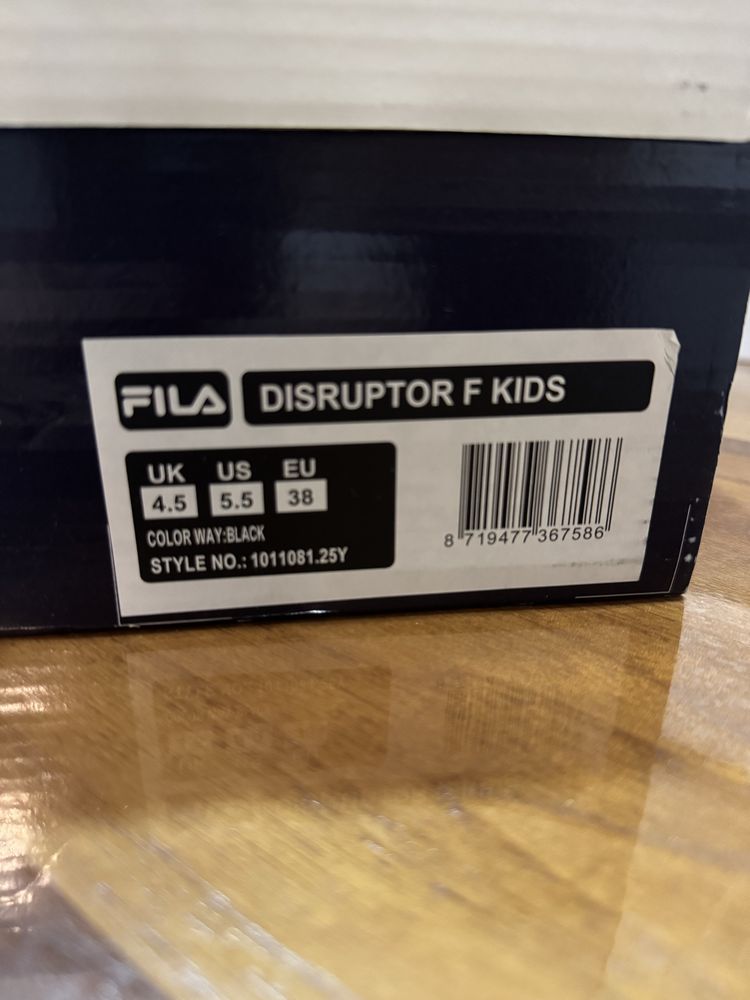 FILA DISRUPTOR F KIDS
UK US EU
4.5 5.5 38
COLOR WAY:BLACK
STYLE NO.: 1011081.25Y
8 719477 367586